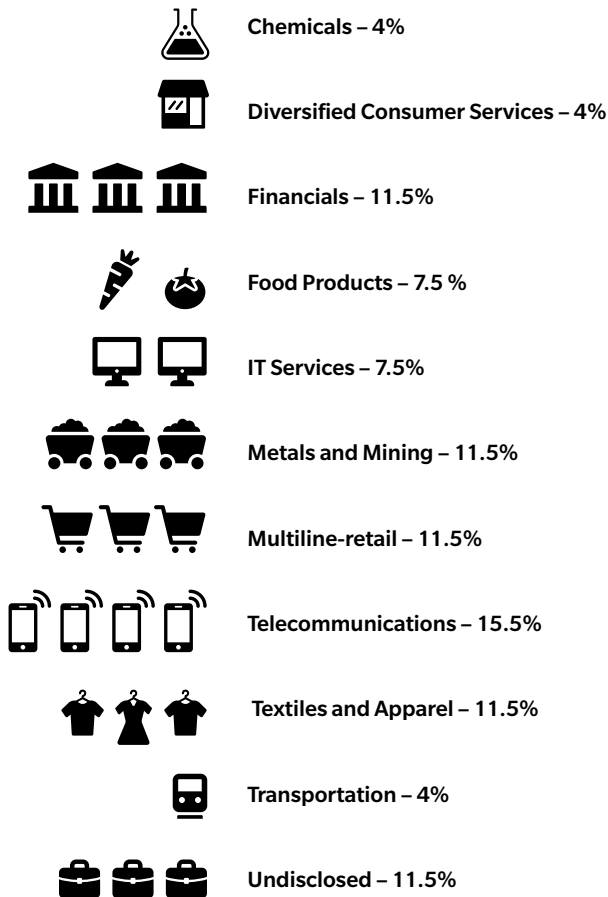 Chemicals – 4%
Diversified Consumer Services – 4%
Financials – 11.5%
Food Products – 7.5 %
IT Services – 7.5%
Metals and Mining – 11.5%
Multiline-retail – 11.5%
Telecommunications – 15.5%
Textiles and Apparel – 11.5%
Transportation – 4%
Undisclosed – 11.5%